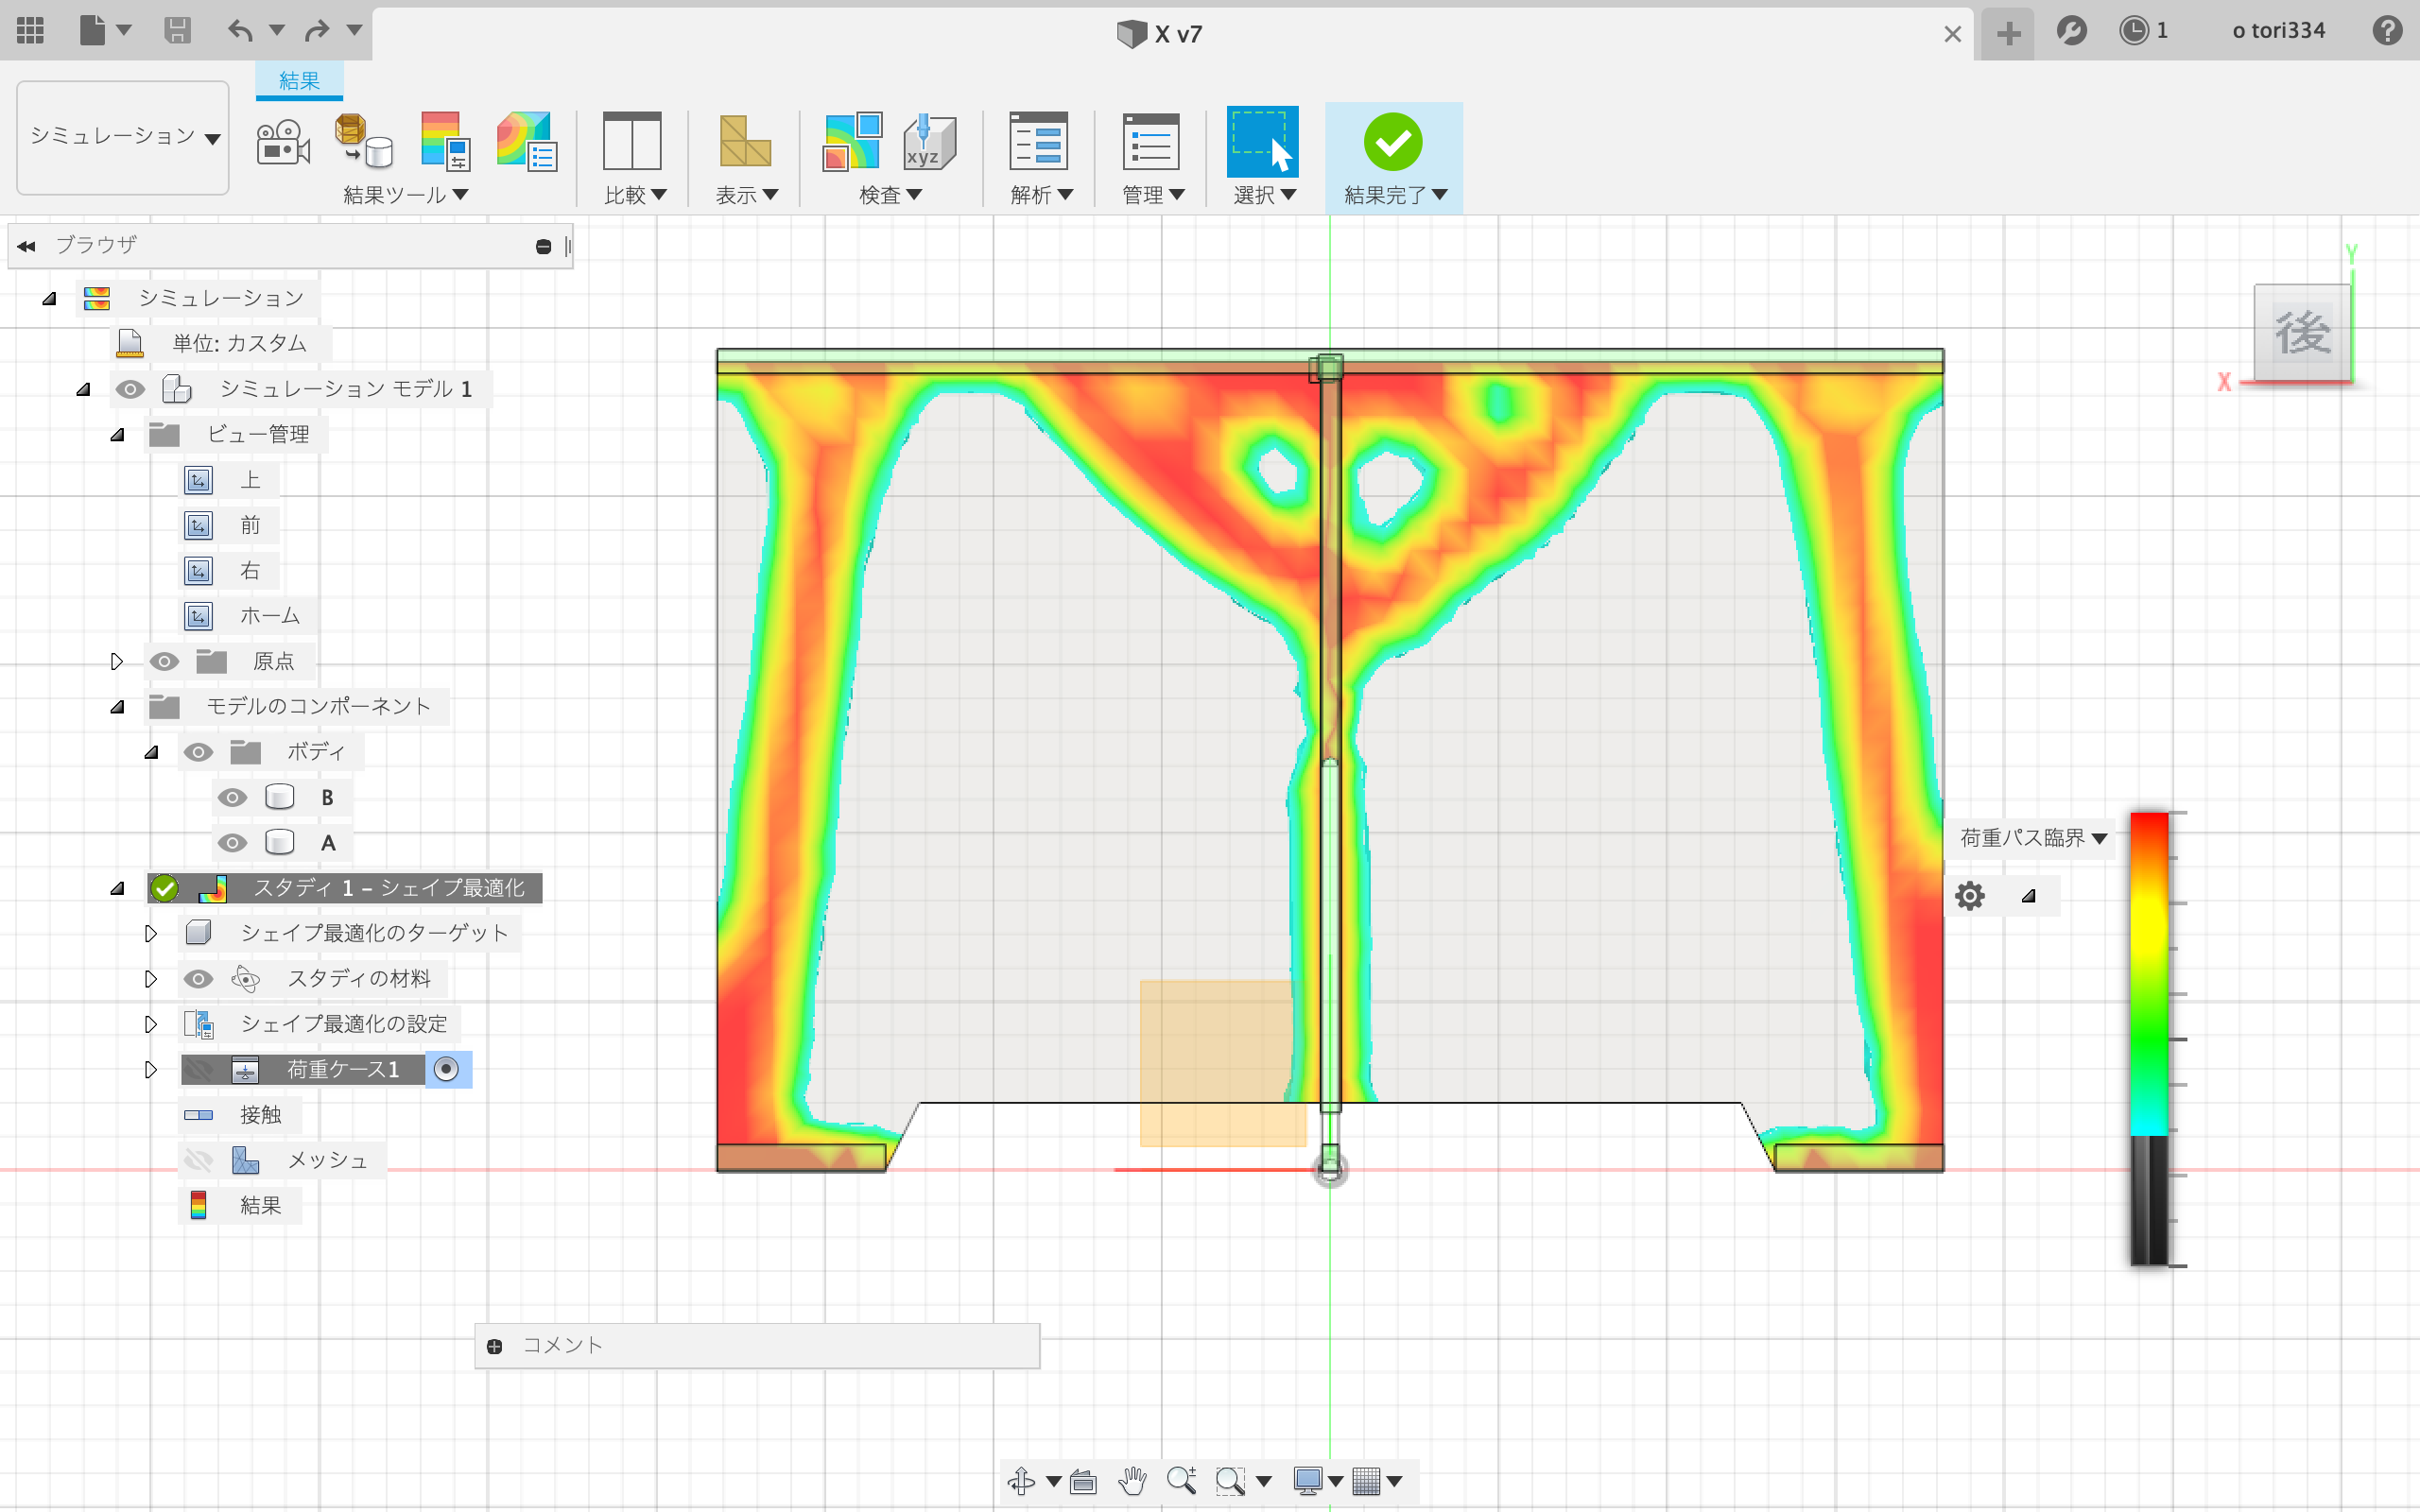 X v7
1
o tori334
シミュレーション
結果
結果ツール
比較
表示
xyz
検査
解析
管理
選択
結果完了
ブラウザ
シミュレーション
単位: カスタム
シミュレーション モデル 1
ビュー管理
上
前
右
ホーム
原点
モデルのコンポーネント
ボディ
B
A
スタディ 1 – シェイプ最適化
シェイプ最適化のターゲット
スタディの材料
シェイプ最適化の設定
荷重ケース1
接触
メッシュ
結果
Y
後
X
荷重パス臨界
コメント